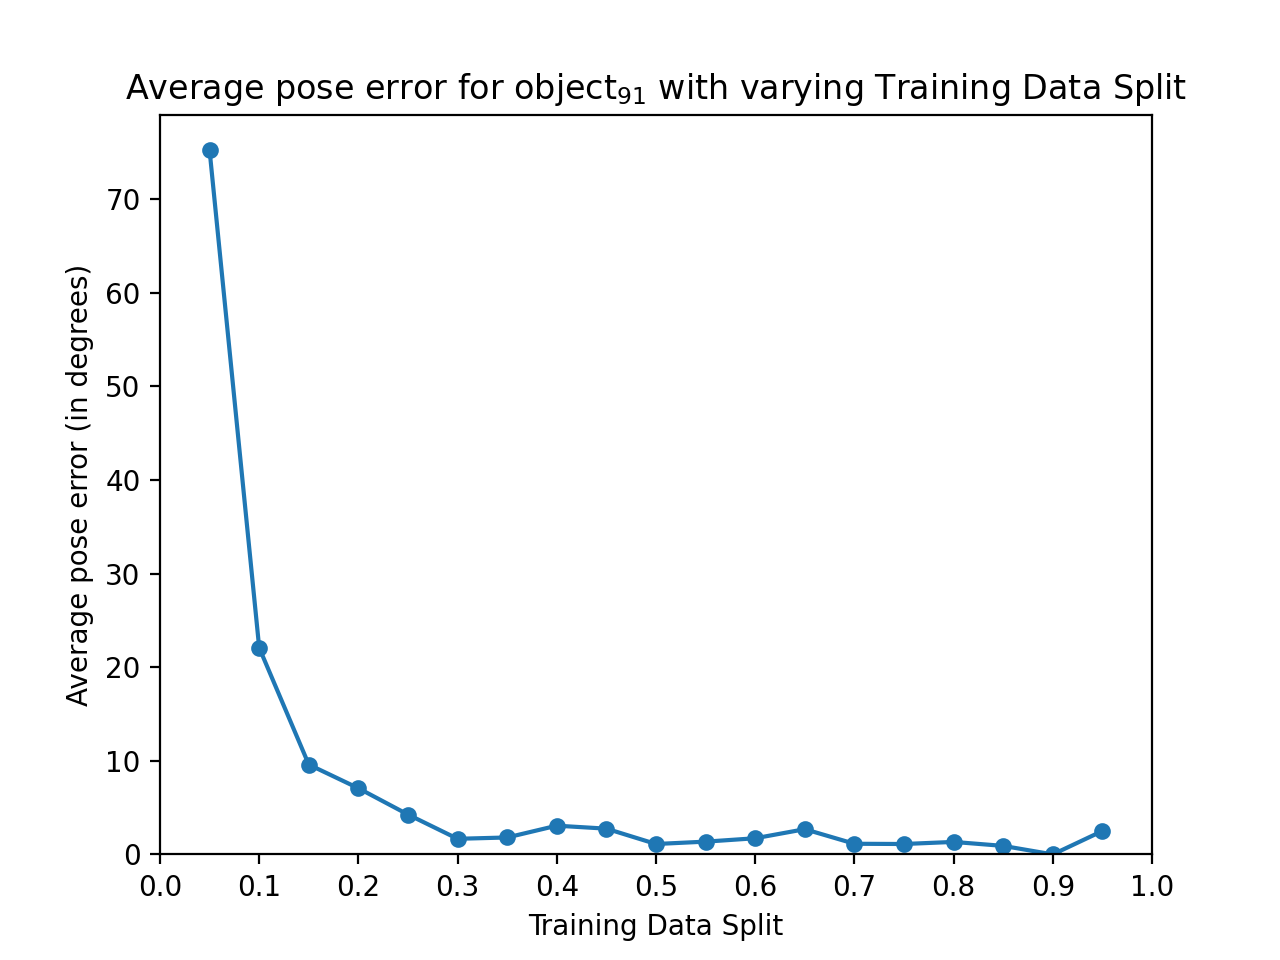 Average pose error for object₉₁ with varying Training Data Split
Average pose error (in degrees)
70
60
50
40
30
20
10
0
0.0 0.1 0.2 0.3 0.4 0.5 0.6 0.7 0.8 0.9 1.0
Training Data Split